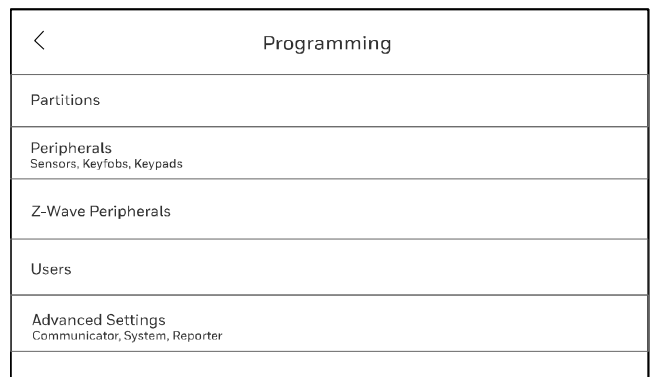 Programming
Partitions
Peripherals
Sensors, Keyfobs, Keypads
Z-Wave Peripherals
Users
Advanced Settings
Communicator, System, Reporter